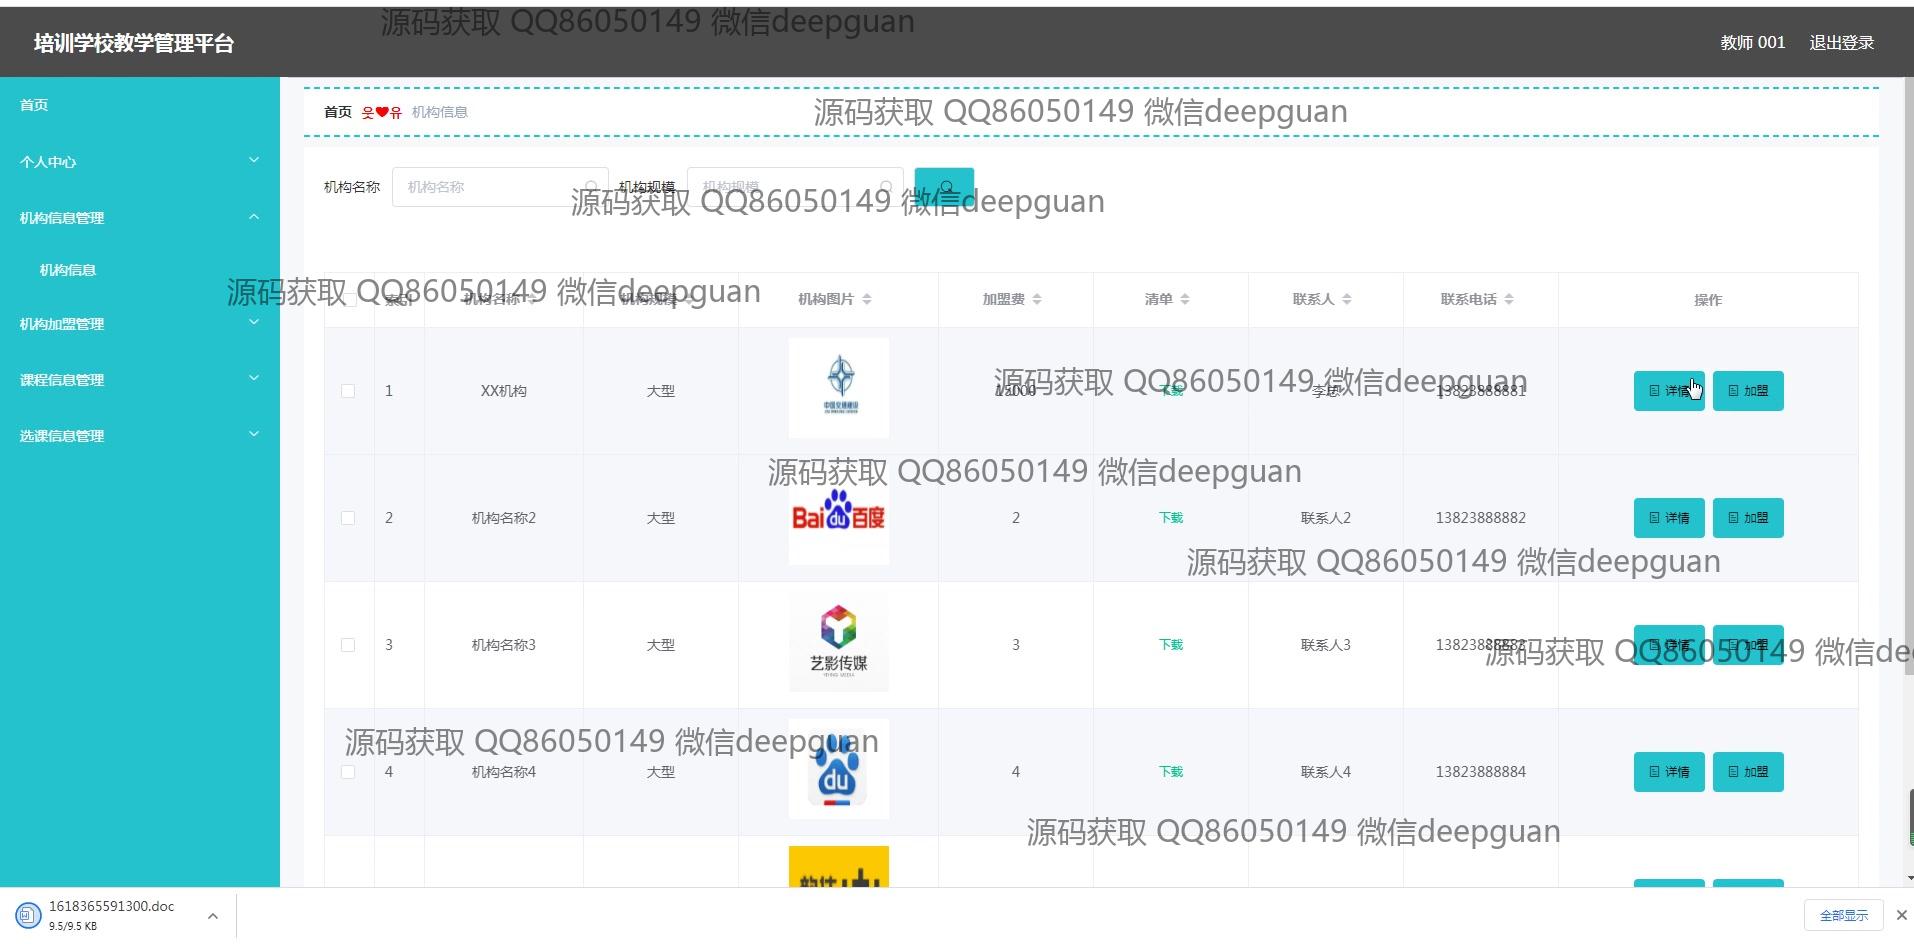 源码获取 QQ86050149 微信deepguan
培训学校教学管理平台
教师 001 退出登录
首页
个人中心
机构信息管理
机构信息
机构加盟管理
课程信息管理
选课信息管理
首页 웃❤유 机构信息
源码获取 QQ86050149 微信deepguan
机构名称 机构名称 机构规模 机构规模
源码获取 QQ86050149 微信deepguan
源码获取 QQ86050149 微信deepguan
索引 机构名称 机构规模 机构图片 加盟费 清单 联系人 联系电话 操作
源码获取 QQ86050149 微信deepguan
1 XX机构 大型 中国交通建设 下载 13823888881 详情 加盟
源码获取 QQ86050149 微信deepguan
2 机构名称2 大型 Bai du 百度 2 下载 联系人2 13823888882 详情 加盟
源码获取 QQ86050149 微信deepguan
3 机构名称3 大型 艺影传媒 YIYING MEDIA 3 下载 联系人3 13823888883 详情 加盟
源码获取 QQ86050149 微信dee
源码获取 QQ86050149 微信deepguan
4 机构名称4 大型 du 4 下载 联系人4 13823888884 详情 加盟
源码获取 QQ86050149 微信deepguan
1618365591300.doc
9.5/9.5 KB
全部显示